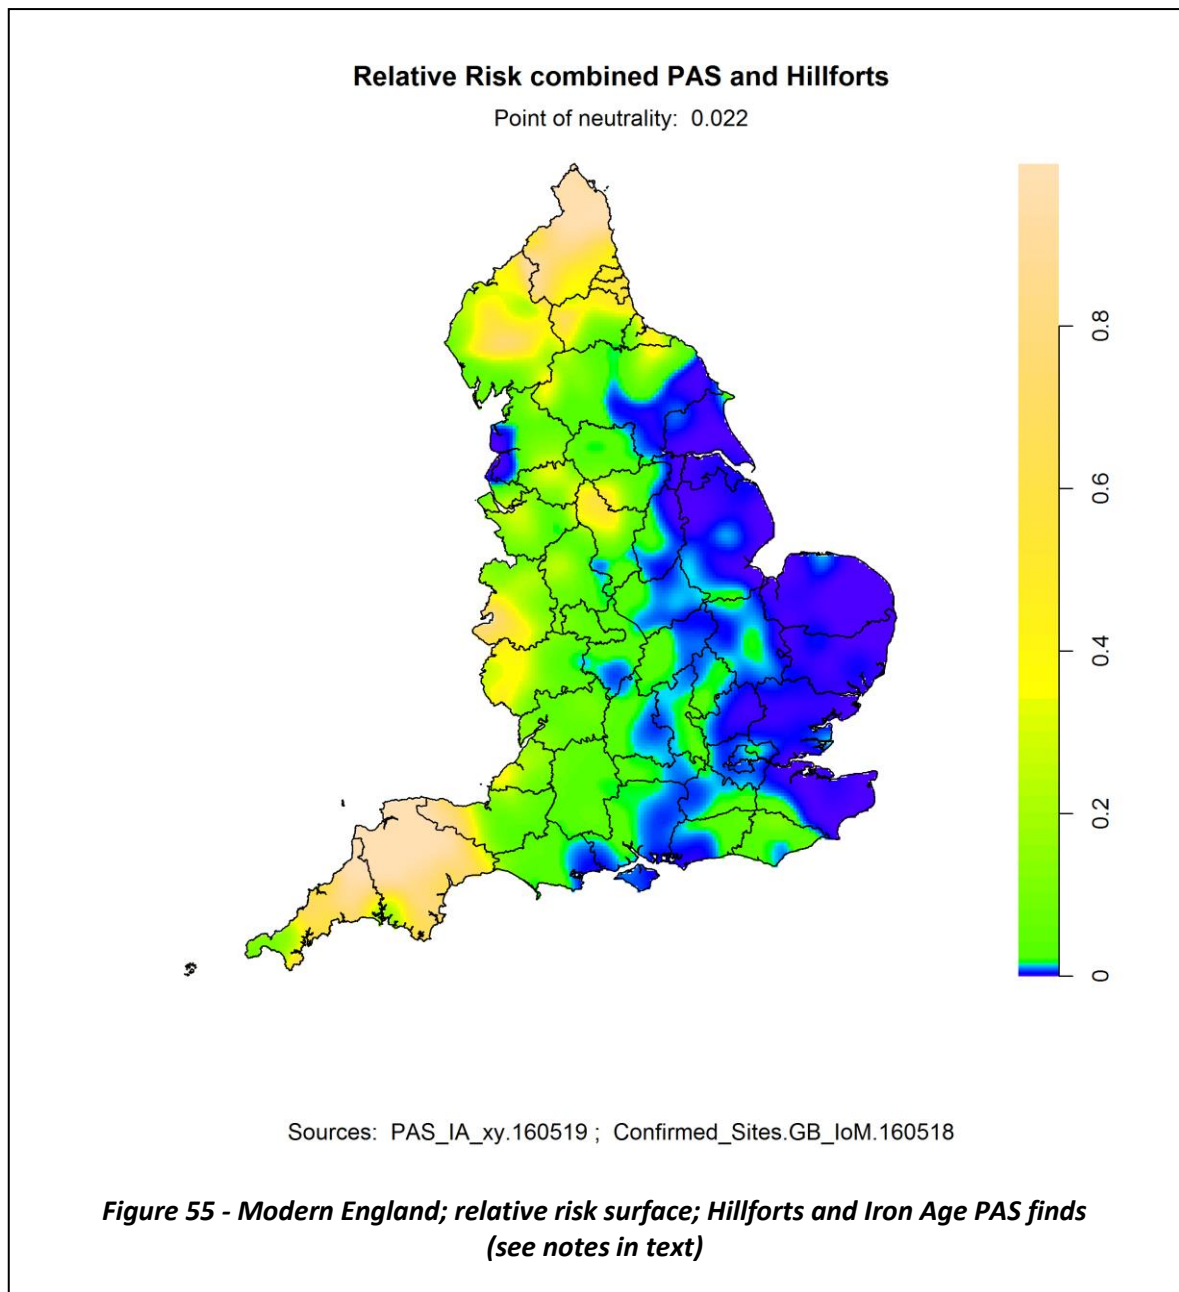 Relative Risk combined PAS and Hillforts
Point of neutrality: 0.022
0.8
0.6
0.4
0.2
0
Sources: PAS_IA_xy.160519 ; Confirmed_Sites.GB_IoM.160518
Figure 55 - Modern England; relative risk surface; Hillforts and Iron Age PAS finds
(see notes in text)